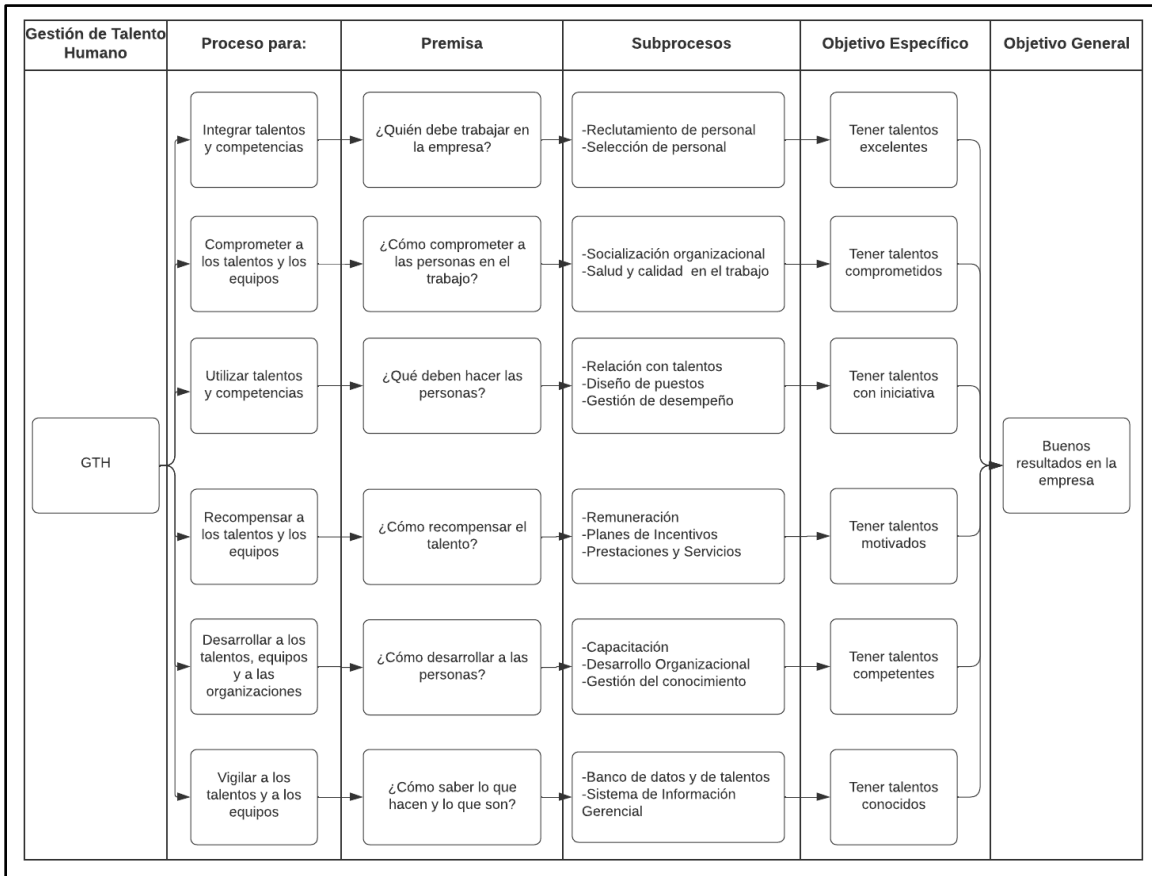 Gestión de Talento
Humano
Proceso para:
Premisa
Subprocesos
Objetivo Específico
Objetivo General
Integrar talentos
y competencias
¿Quién debe trabajar en
la empresa?
-Reclutamiento de personal
-Selección de personal
Tener talentos
excelentes
Comprometer a
los talentos y los
equipos
¿Cómo comprometer a
las personas en el
trabajo?
-Socialización organizacional
-Salud y calidad en el trabajo
Tener talentos
comprometidos
Utilizar talentos
y competencias
¿Qué deben hacer las
personas?
-Relación con talentos
-Diseño de puestos
-Gestión de desempeño
Tener talentos
con iniciativa
GTH
Buenos
resultados en la
empresa
Recompensar a
los talentos y los
equipos
¿Cómo recompensar el
talento?
-Remuneración
-Planes de Incentivos
-Prestaciones y Servicios
Tener talentos
motivados
Desarrollar a los
talentos, equipos
y a las
organizaciones
¿Cómo desarrollar a las
personas?
-Capacitación
-Desarrollo Organizacional
-Gestión del conocimiento
Tener talentos
competentes
Vigilar a los
talentos y a los
equipos
¿Cómo saber lo que
hacen y lo que son?
-Banco de datos y de talentos
-Sistema de Información
Gerencial
Tener talentos
conocidos